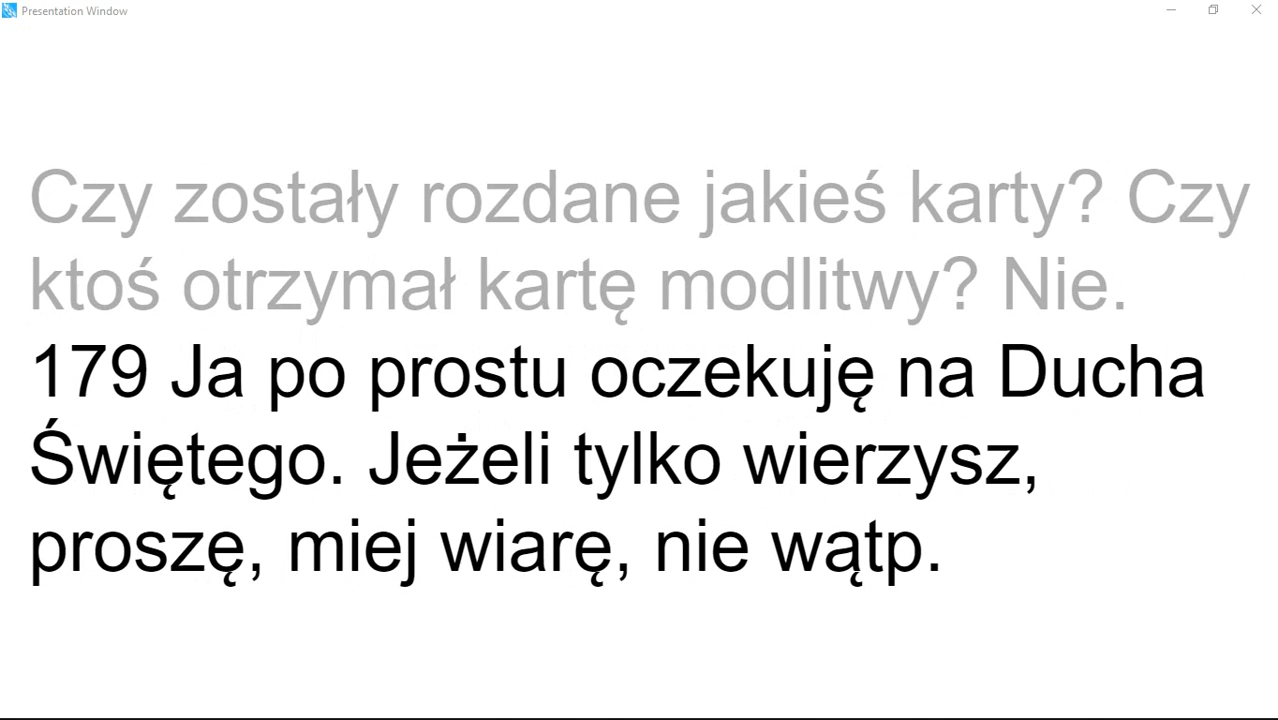 Presentation Window
Czy zostały rozdane jakieś karty? Czy
ktoś otrzymał kartę modlitwy? Nie.
179 Ja po prostu oczekuję na Ducha
Świętego. Jeżeli tylko wierzysz,
proszę, miej wiarę, nie wątp.